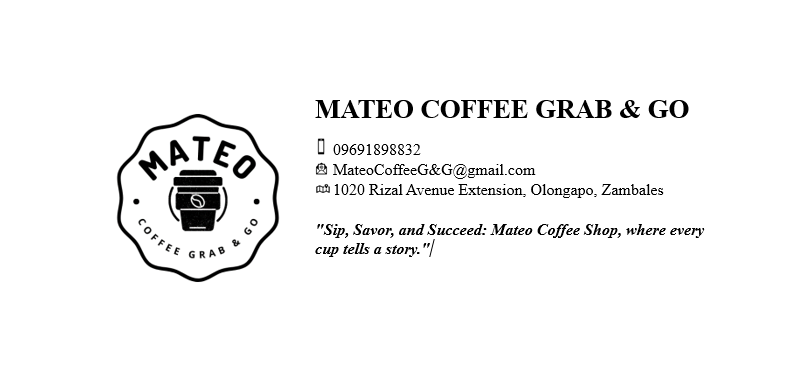 MATEO COFFEE GRAB & GO
09691898832
MateoCoffeeG&G@gmail.com
1020 Rizal Avenue Extension, Olongapo, Zambales
"Sip, Savor, and Succeed: Mateo Coffee Shop, where every
cup tells a story."
MATEO
COFFEE GRAB & GO